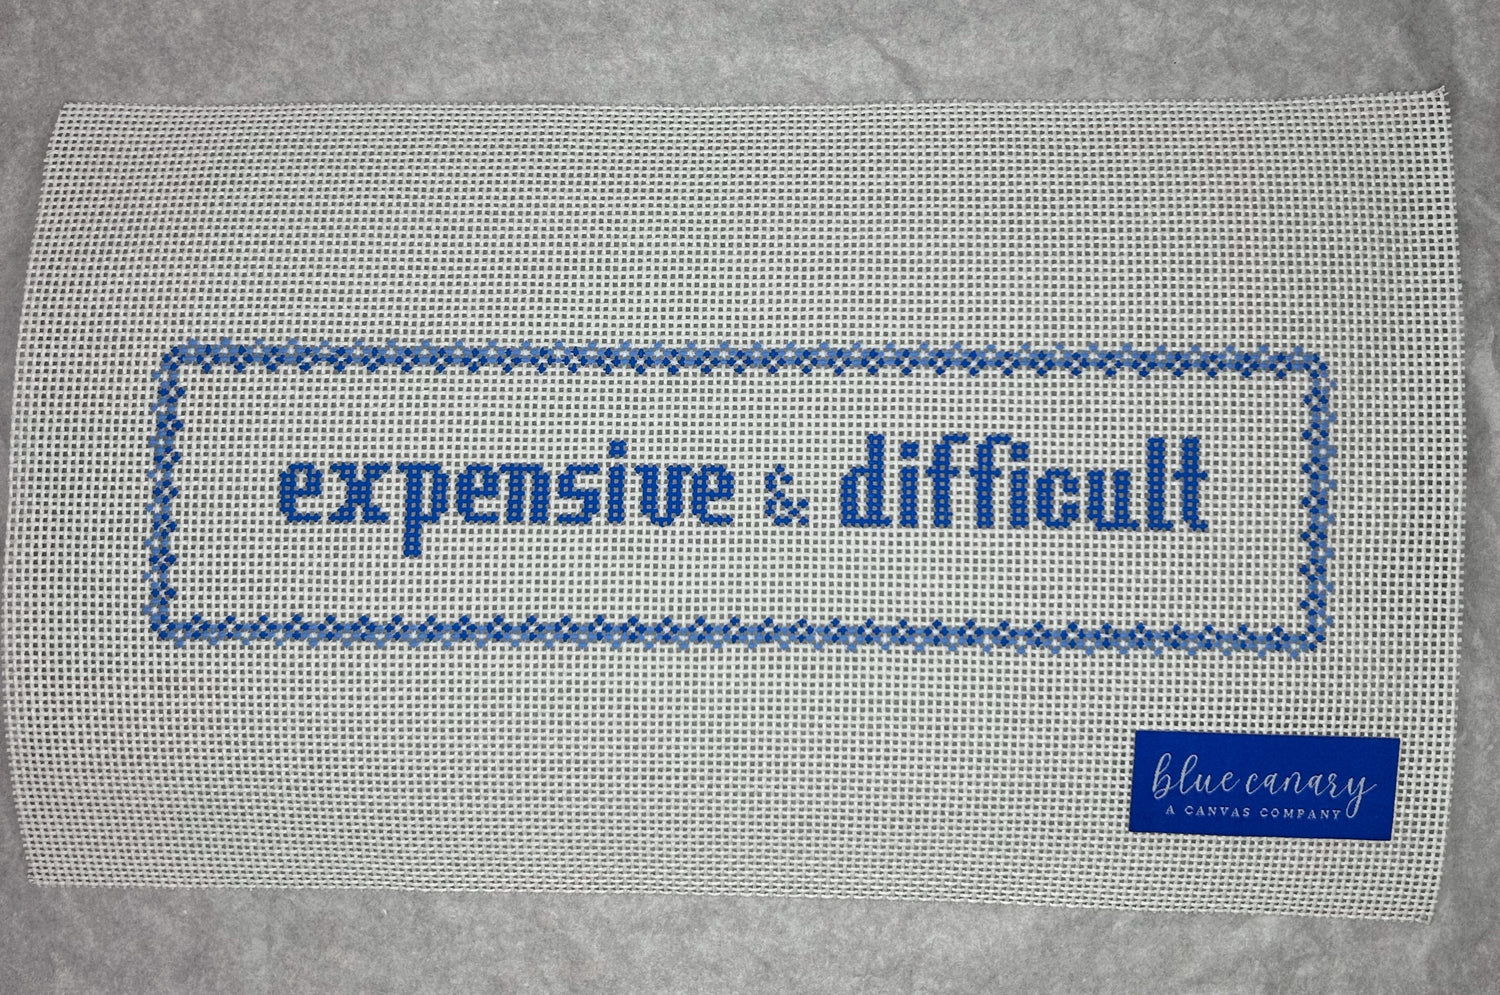 expensive & difficult
blue canary
A CANVAS COMPANY